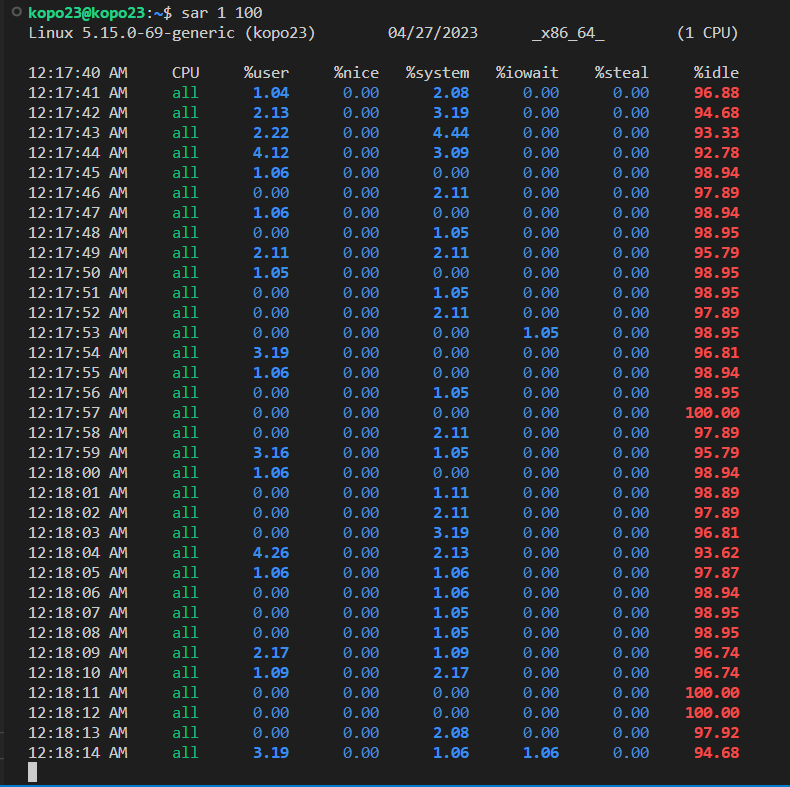 kopo23@kopo23:~$ sar 1 100
Linux 5.15.0-69-generic (kopo23) 04/27/2023 _x86_64_ (1 CPU)
12:17:40 AM CPU %user %nice %system %iowait %steal %idle
12:17:41 AM all 1.04 0.00 2.08 0.00 0.00 96.88
12:17:42 AM all 2.13 0.00 3.19 0.00 0.00 94.68
12:17:43 AM all 2.22 0.00 4.44 0.00 0.00 93.33
12:17:44 AM all 4.12 0.00 3.09 0.00 0.00 92.78
12:17:45 AM all 1.06 0.00 0.00 0.00 0.00 98.94
12:17:46 AM all 0.00 0.00 2.11 0.00 0.00 97.89
12:17:47 AM all 1.06 0.00 0.00 0.00 0.00 98.94
12:17:48 AM all 0.00 0.00 1.05 0.00 0.00 98.95
12:17:49 AM all 2.11 0.00 2.11 0.00 0.00 95.79
12:17:50 AM all 1.05 0.00 0.00 0.00 0.00 98.95
12:17:51 AM all 0.00 0.00 1.05 0.00 0.00 98.95
12:17:52 AM all 0.00 0.00 2.11 0.00 0.00 97.89
12:17:53 AM all 0.00 0.00 0.00 1.05 0.00 98.95
12:17:54 AM all 3.19 0.00 0.00 0.00 0.00 96.81
12:17:55 AM all 1.06 0.00 0.00 0.00 0.00 98.94
12:17:56 AM all 0.00 0.00 1.05 0.00 0.00 98.95
12:17:57 AM all 0.00 0.00 0.00 0.00 0.00 100.00
12:17:58 AM all 0.00 0.00 2.11 0.00 0.00 97.89
12:17:59 AM all 3.16 0.00 1.05 0.00 0.00 95.79
12:18:00 AM all 1.06 0.00 0.00 0.00 0.00 98.94
12:18:01 AM all 0.00 0.00 1.11 0.00 0.00 98.89
12:18:02 AM all 0.00 0.00 2.11 0.00 0.00 97.89
12:18:03 AM all 0.00 0.00 3.19 0.00 0.00 96.81
12:18:04 AM all 4.26 0.00 2.13 0.00 0.00 93.62
12:18:05 AM all 1.06 0.00 1.06 0.00 0.00 97.87
12:18:06 AM all 0.00 0.00 1.06 0.00 0.00 98.94
12:18:07 AM all 0.00 0.00 1.05 0.00 0.00 98.95
12:18:08 AM all 0.00 0.00 1.05 0.00 0.00 98.95
12:18:09 AM all 2.17 0.00 1.09 0.00 0.00 96.74
12:18:10 AM all 1.09 0.00 2.17 0.00 0.00 96.74
12:18:11 AM all 0.00 0.00 0.00 0.00 0.00 100.00
12:18:12 AM all 0.00 0.00 0.00 0.00 0.00 100.00
12:18:13 AM all 0.00 0.00 2.08 0.00 0.00 97.92
12:18:14 AM all 3.19 0.00 1.06 1.06 0.00 94.68